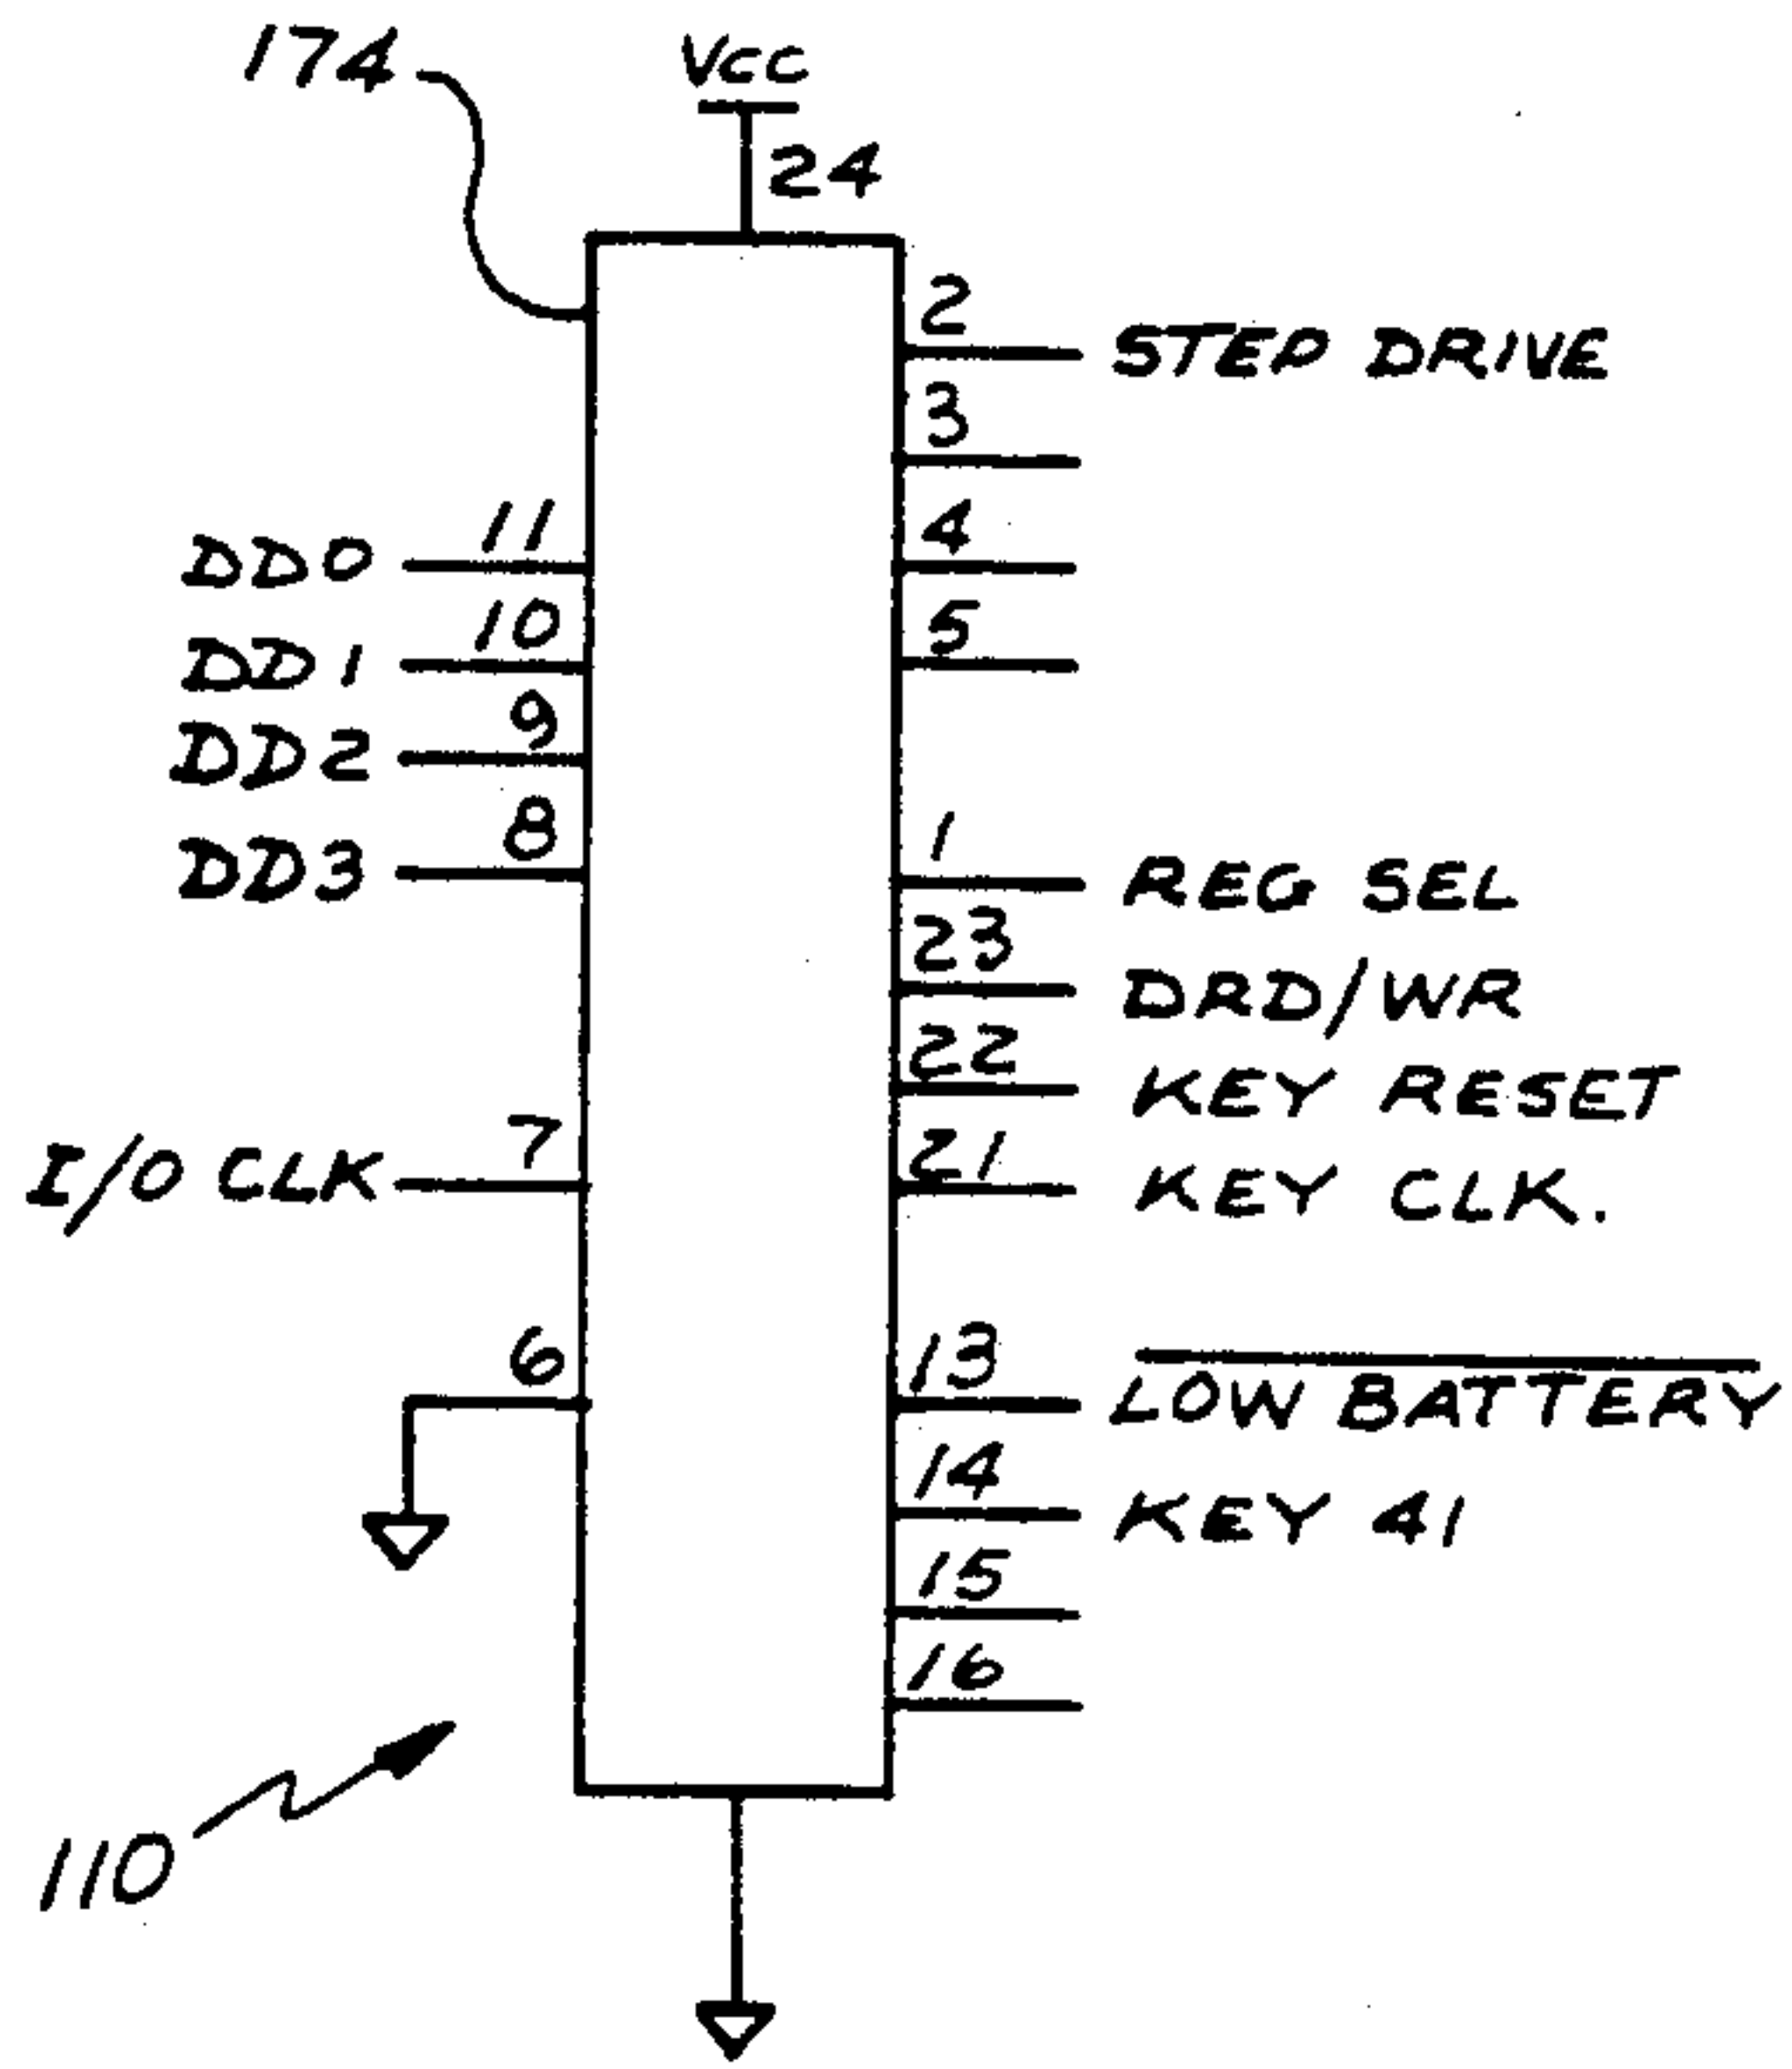 174
Vcc
24
2
STEP DRIVE
3
4
5
DD0 11
DD1 10
DD2 9
DD3 8
1
REG SEL
23
DRD/WR
22
KEY RESET
21
KEY CLK.
I/O CLK 7
6
13
LOW BATTERY
14
KEY 41
15
16
110